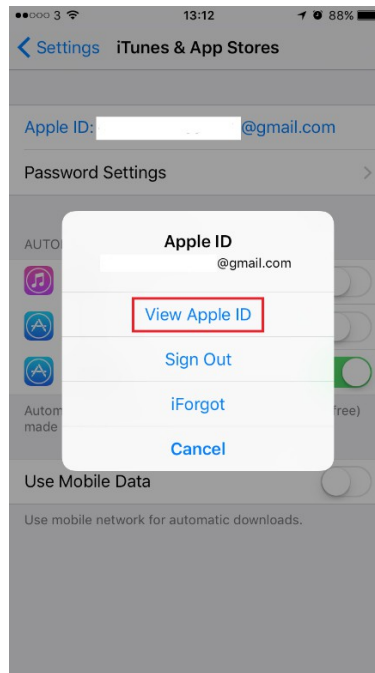 3 13:12 88%
Settings iTunes & App Stores
Apple ID: @gmail.com
Password Settings
AUTO
Apple ID
@gmail.com
View Apple ID
Sign Out
iForgot
Autom free)
made
Cancel
Use Mobile Data
Use mobile network for automatic downloads.